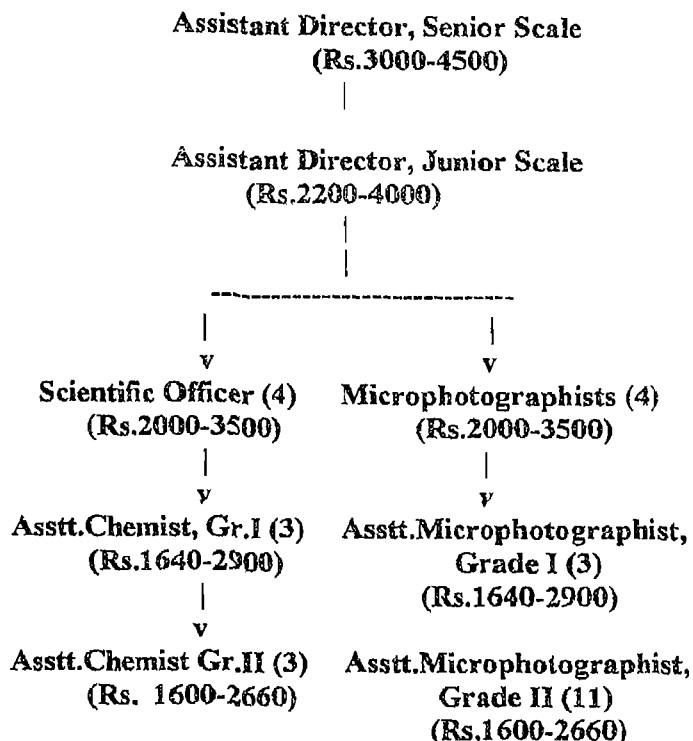 Assistant Director, Senior Scale
(Rs.3000-4500)
Assistant Director, Junior Scale
(Rs.2200-4000)
v v
Scientific Officer (4) Microphotographists (4)
(Rs.2000-3500) (Rs.2000-3500)
v v
Asstt.Chemist, Gr.I (3) Asstt.Microphotographist,
(Rs.1640-2900) Grade I (3)
(Rs.1640-2900)
v
Asstt.Chemist Gr.II (3) Asstt.Microphotographist,
(Rs. 1600-2660) Grade II (11)
(Rs.1600-2660)